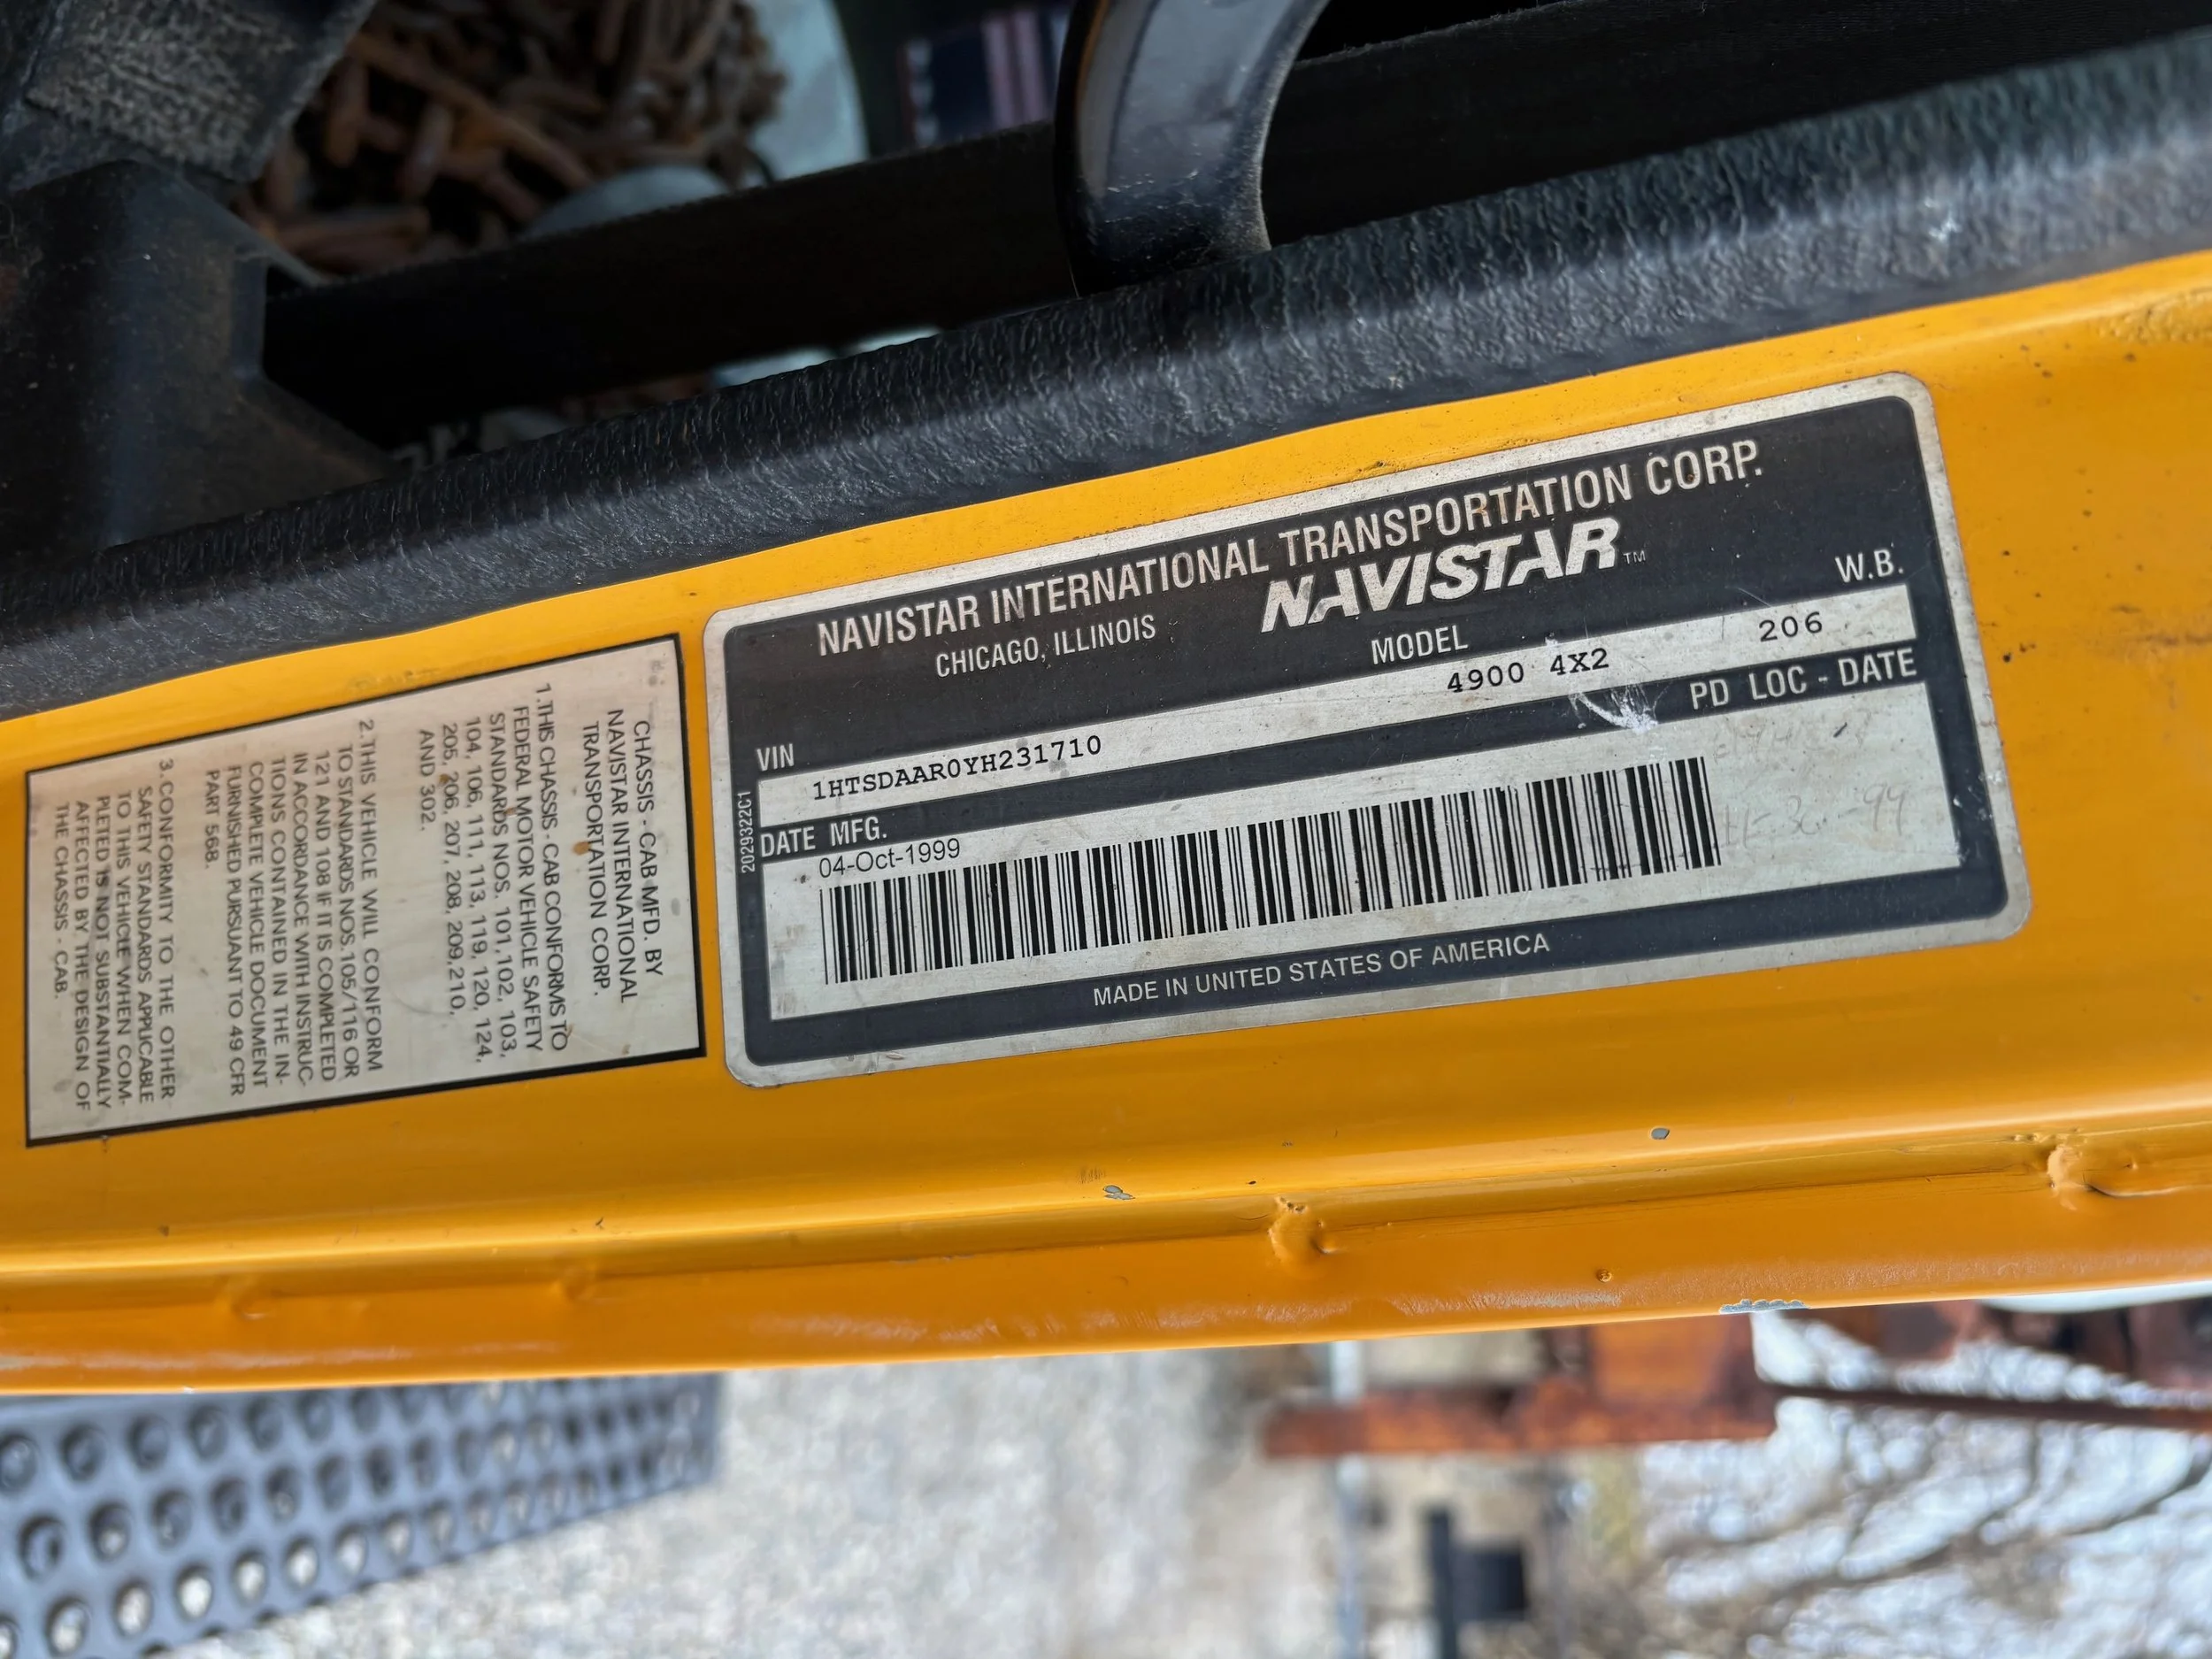 NAVISTAR INTERNATIONAL TRANSPORTATION CORP.
CHICAGO, ILLINOIS
NAVISTAR™
VIN
MODEL
W.B.
1HTSDAAR0YH231710
4900 4X2
206
DATE MFG.
PD LOC - DATE
04-Oct-1999
-99
MADE IN UNITED STATES OF AMERICA
2029322C1
CHASSIS - CAB MFD. BY
NAVISTAR INTERNATIONAL
TRANSPORTATION CORP.
1. THIS CHASSIS - CAB CONFORMS TO
FEDERAL MOTOR VEHICLE SAFETY
STANDARDS NOS. 101, 102, 103,
104, 106, 111, 113, 119, 120, 124,
205, 206, 207, 208, 209, 210,
AND 302.
2. THIS VEHICLE WILL CONFORM
TO STANDARDS NOS. 105/116 OR
121 AND 108 IF IT IS COMPLETED
IN ACCORDANCE WITH INSTRUC-
TIONS CONTAINED IN THE IN-
COMPLETE VEHICLE DOCUMENT
FURNISHED PURSUANT TO 49 CFR
PART 568.
3. CONFORMITY TO THE OTHER
SAFETY STANDARDS APPLICABLE
TO THIS VEHICLE WHEN COM-
PLETED IS NOT SUBSTANTIALLY
AFFECTED BY THE DESIGN OF
THE CHASSIS - CAB.